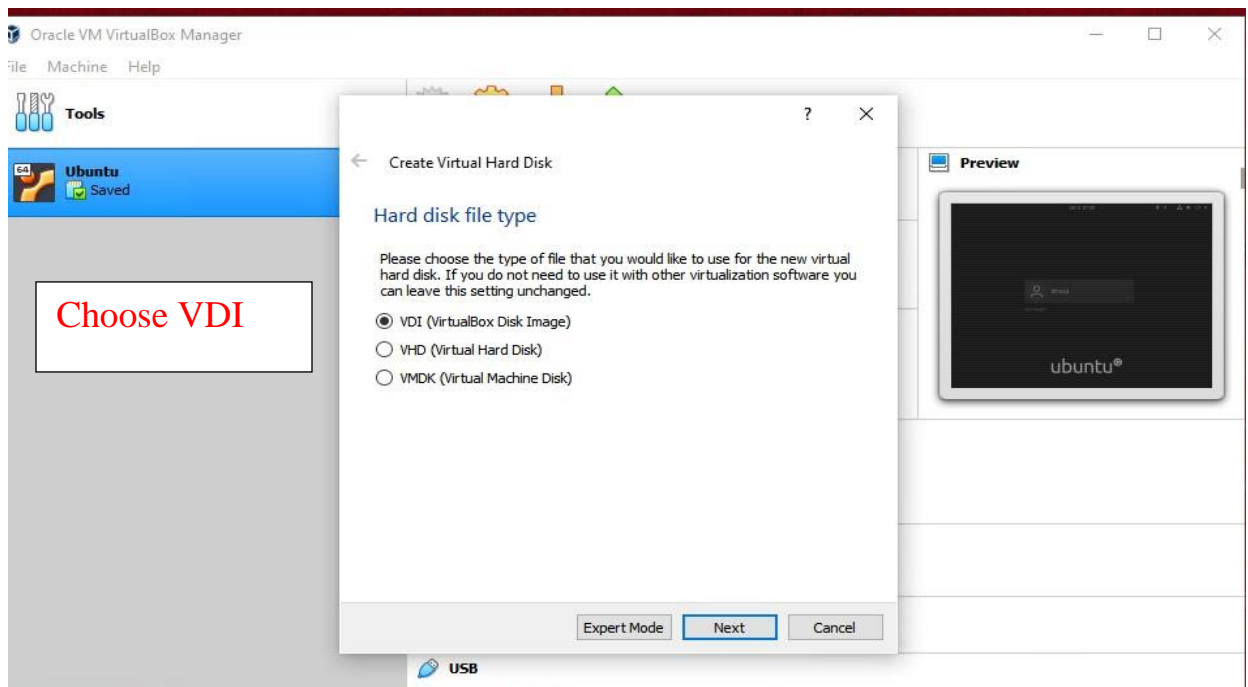 Oracle VM VirtualBox Manager
File Machine Help
Tools
64
Ubuntu
Saved
Choose VDI
?
Create Virtual Hard Disk
Hard disk file type
Please choose the type of file that you would like to use for the new virtual
hard disk. If you do not need to use it with other virtualization software you
can leave this setting unchanged.
VDI (VirtualBox Disk Image)
VHD (Virtual Hard Disk)
VMDK (Virtual Machine Disk)
Expert Mode Next Cancel
Preview
ubuntu®
USB